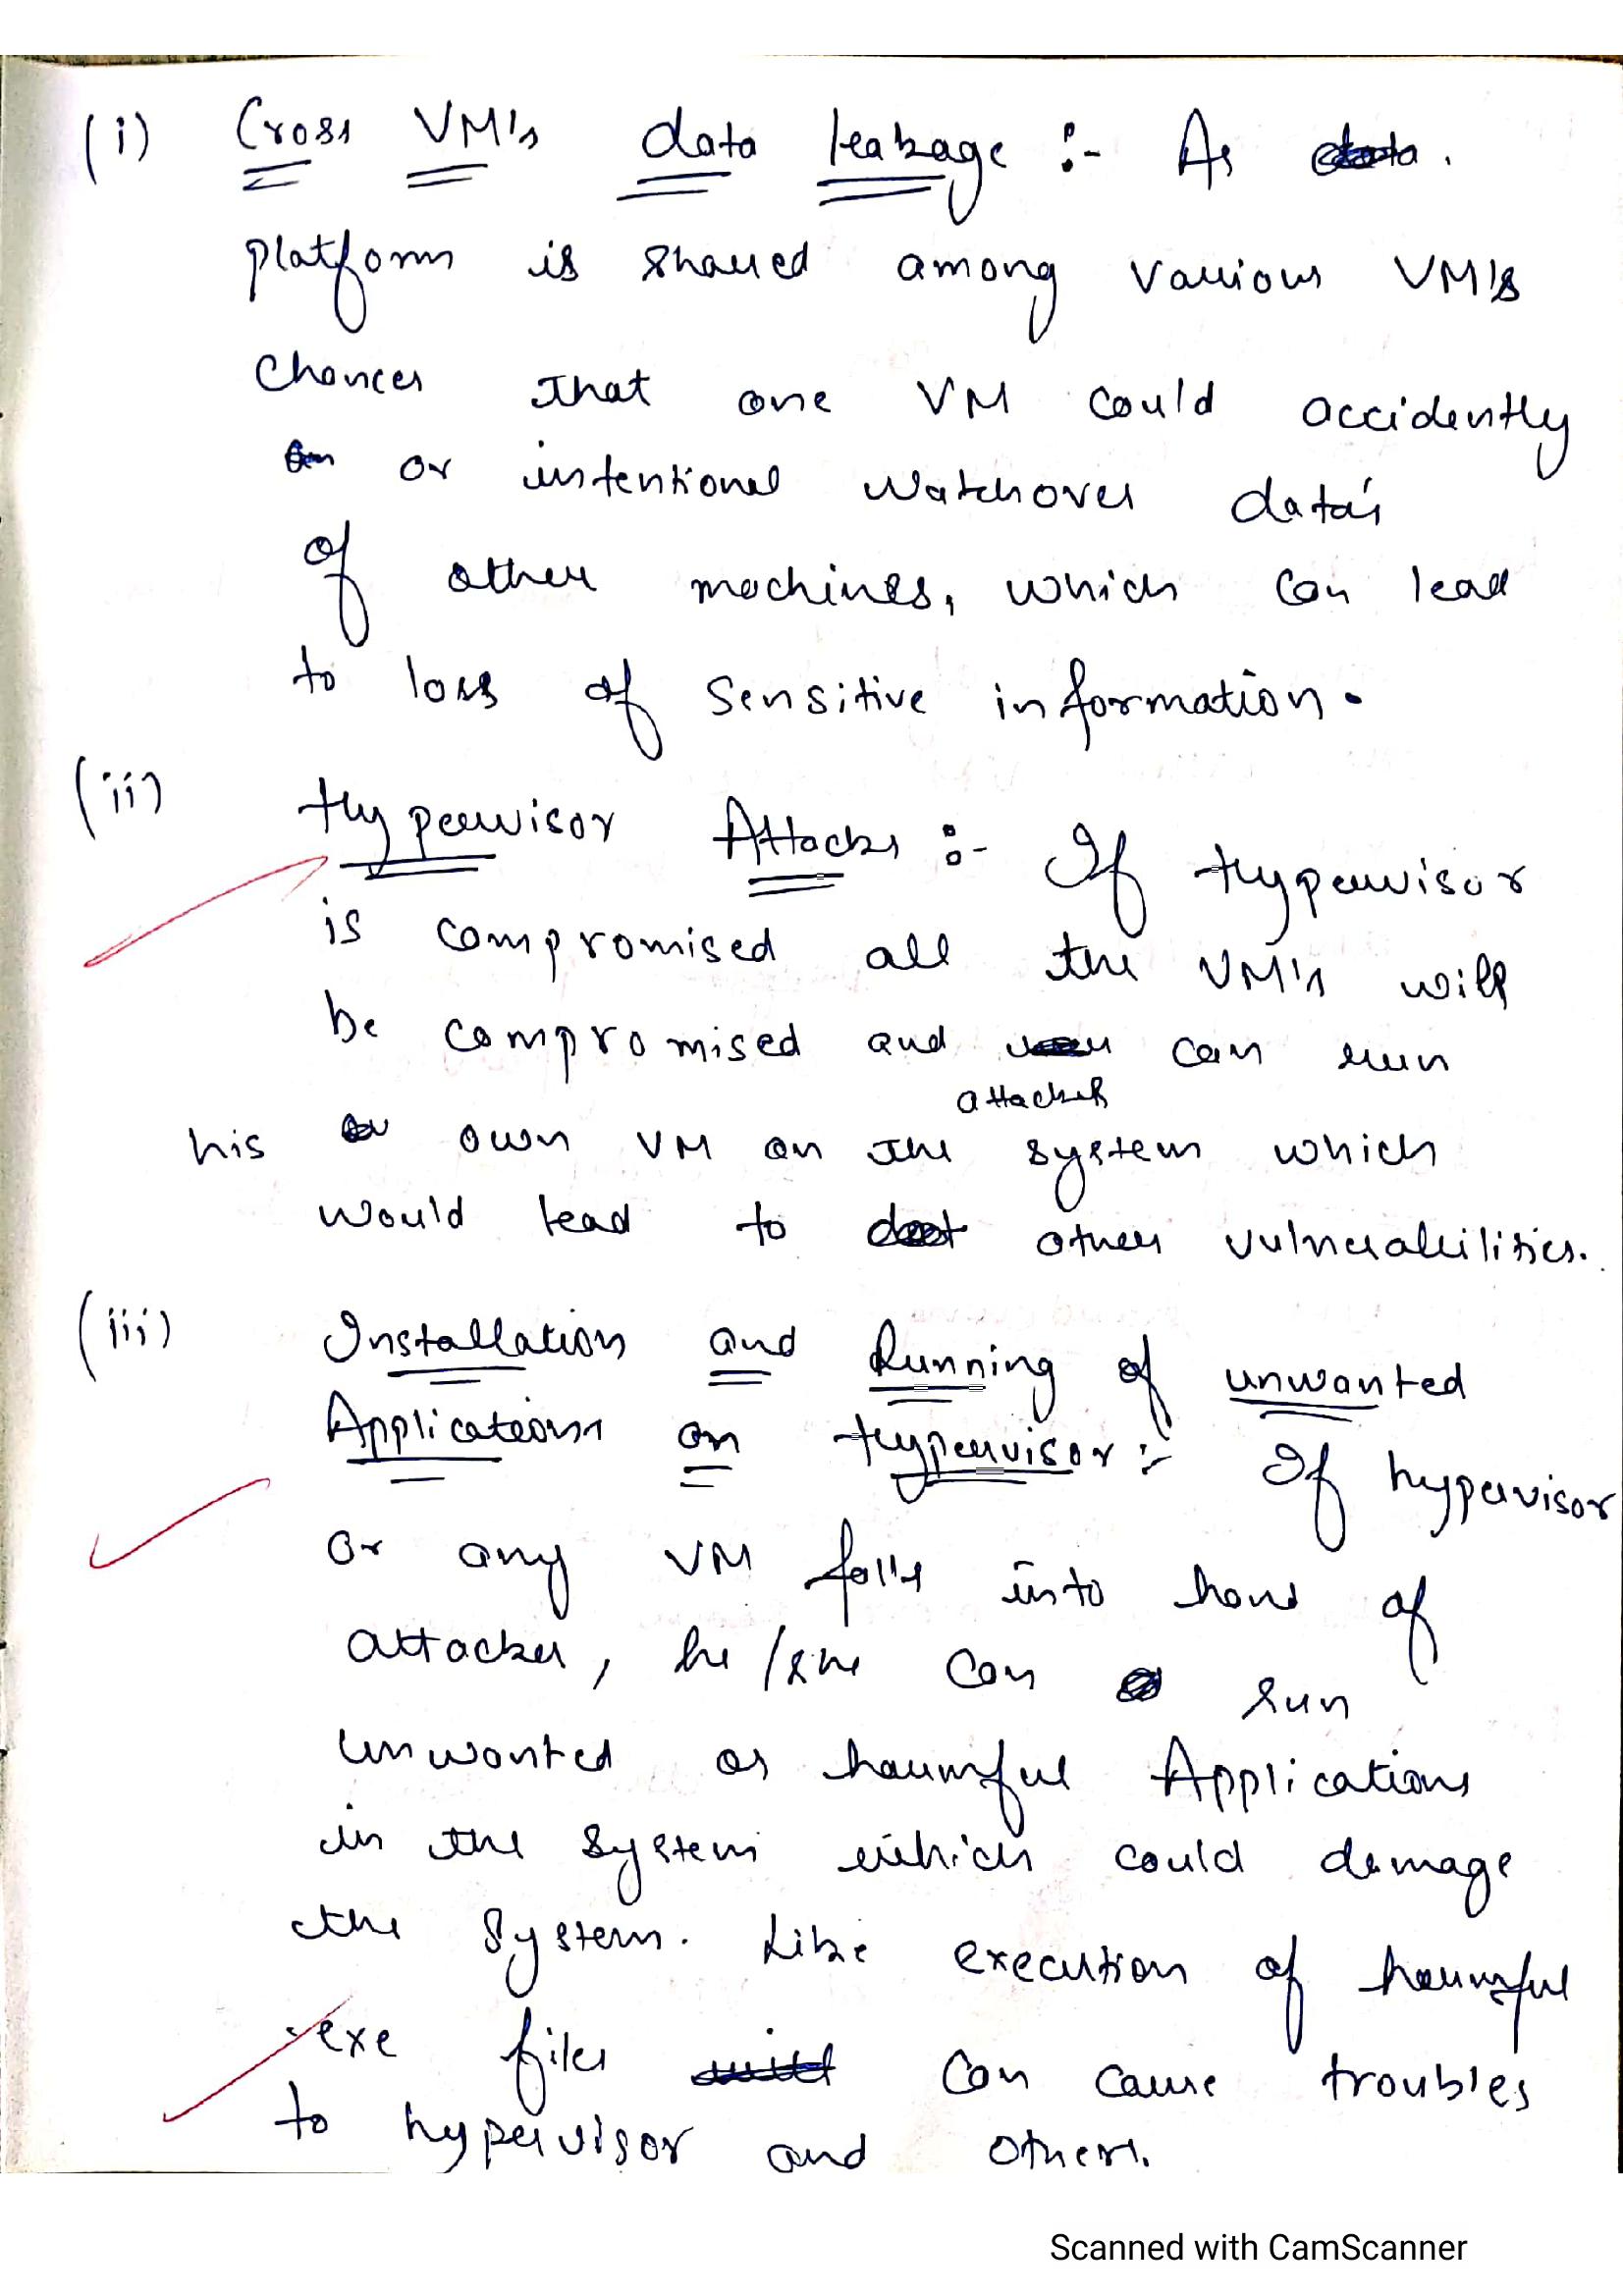 (i) Cross VM's data leakage :- As
platform is shared among various VM's
chances that one VM could accidently
or intentional watchover data's
of other machines, which can lead
to loss of sensitive information.
(ii) Hypervisor Attacks :- If Hypervisor
is compromised all the VM's will
be compromised and can run
attacker
his own VM on the system which
would lead to other vulnerabilities.
(iii) Installation and Running of unwanted
Applications on Hypervisor :- If hypervisor
or any VM falls into hand of
attacker, he/she can run
unwanted or harmful Applications
in the system which could damage
the system. Like execution of harmful
.exe files can cause troubles
to hypervisor and others.
Scanned with CamScanner